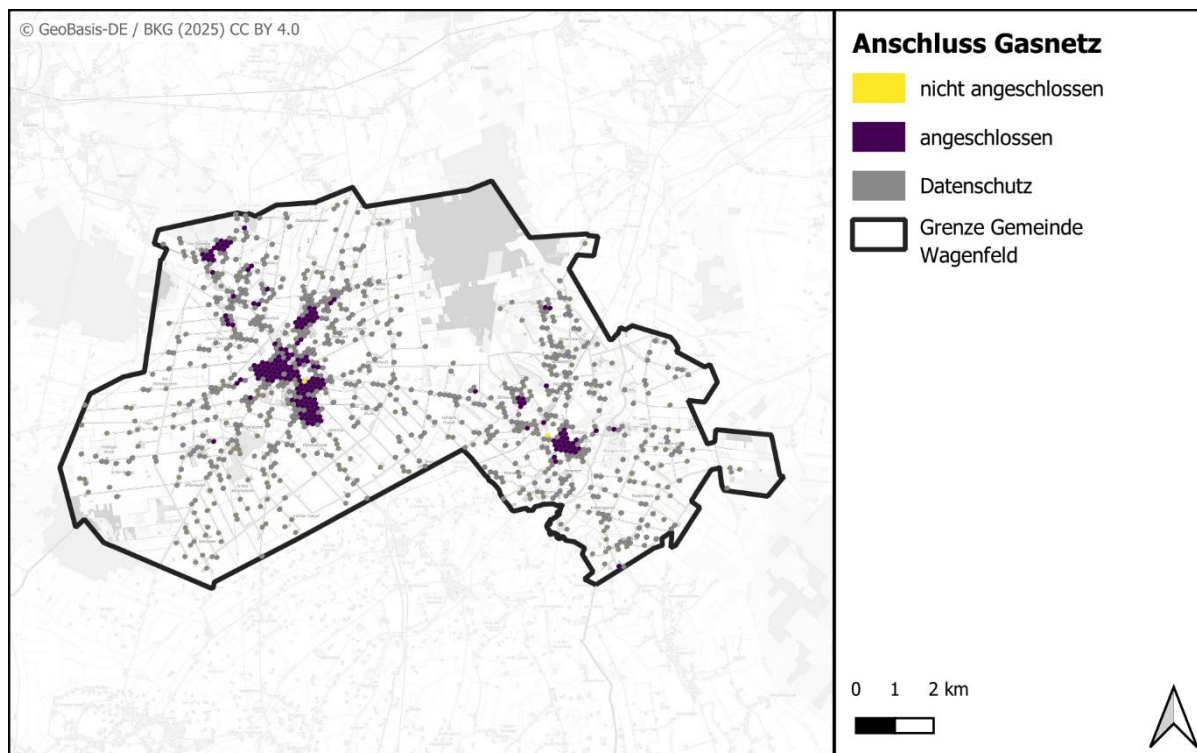 © GeoBasis-DE / BKG (2025) CC BY 4.0
Anschluss Gasnetz
nicht angeschlossen
angeschlossen
Datenschutz
Grenze Gemeinde
Wagenfeld
0 1 2 km